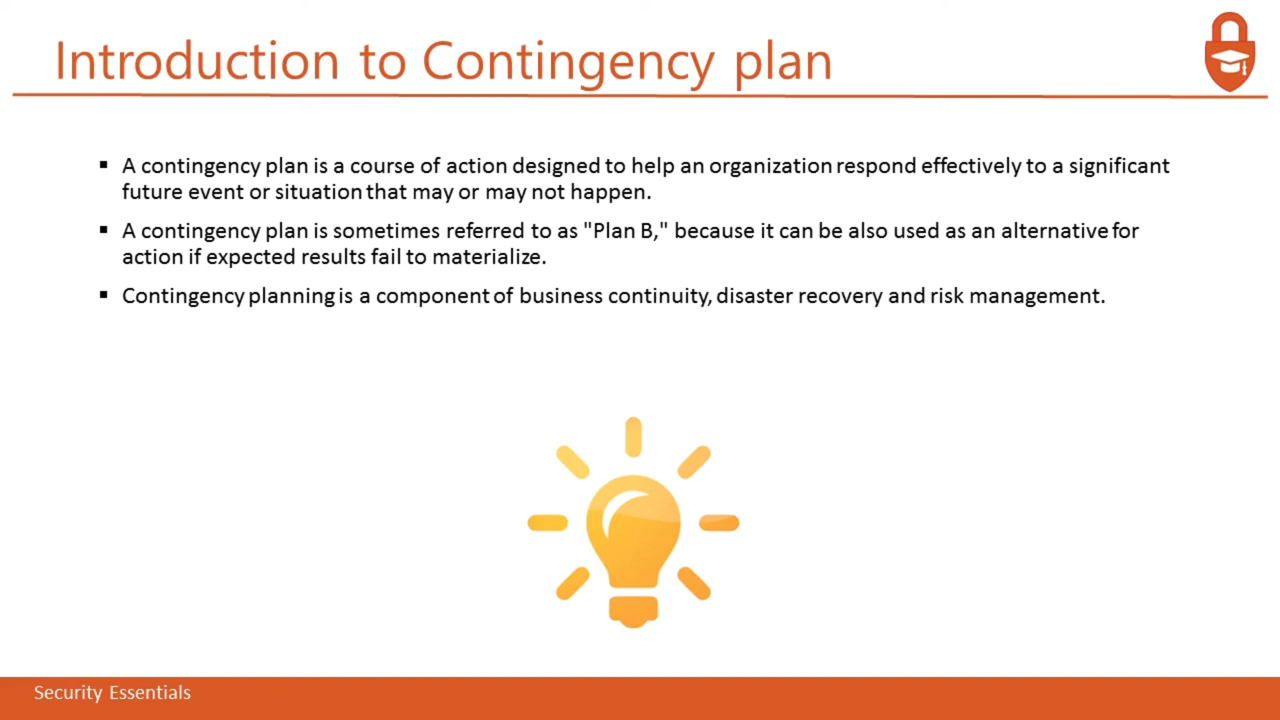 Introduction to Contingency plan
▪ A contingency plan is a course of action designed to help an organization respond effectively to a significant
future event or situation that may or may not happen.
▪ A contingency plan is sometimes referred to as "Plan B," because it can be also used as an alternative for
action if expected results fail to materialize.
▪ Contingency planning is a component of business continuity, disaster recovery and risk management.
Security Essentials